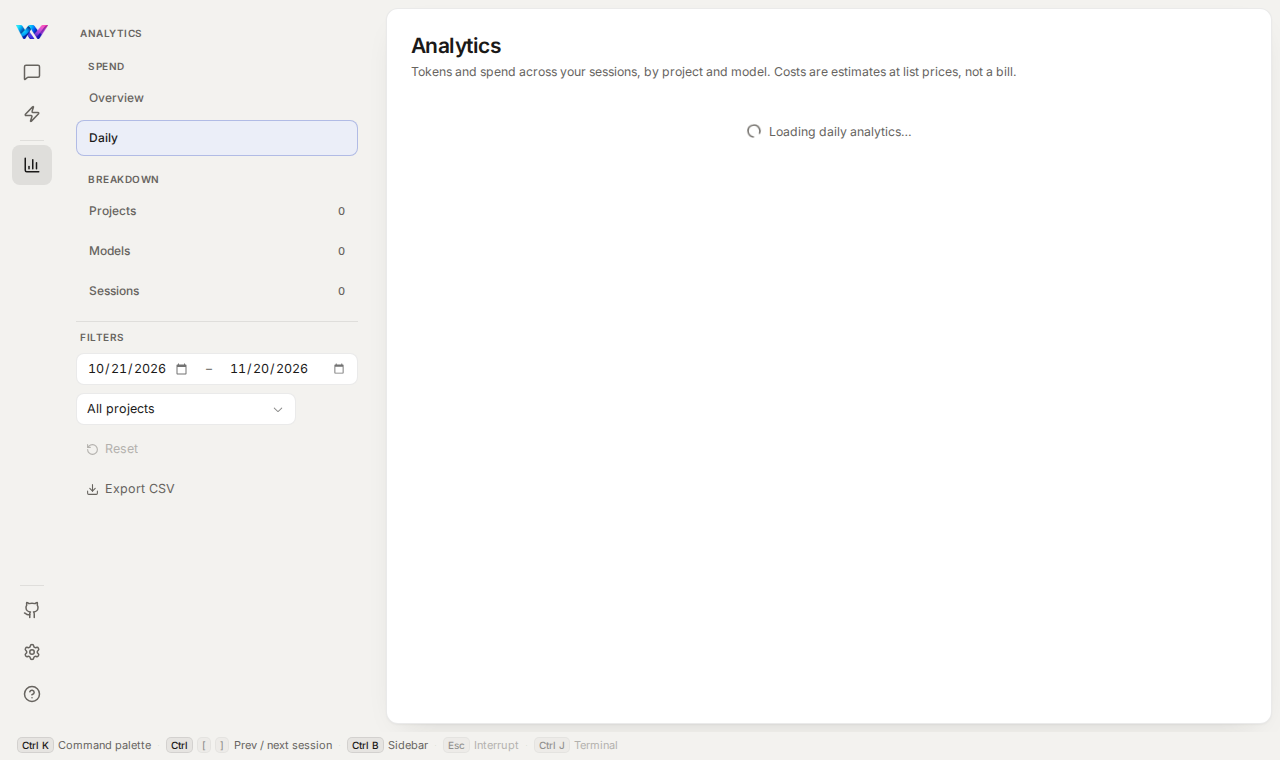 ANALYTICS
SPEND
Overview
Daily
BREAKDOWN
Projects 0
Models 0
Sessions 0
FILTERS
10/21/2026 – 11/20/2026
All projects
Reset
Export CSV
Analytics
Tokens and spend across your sessions, by project and model. Costs are estimates at list prices, not a bill.
Loading daily analytics...
Ctrl K Command palette Ctrl [ ] Prev / next session Ctrl B Sidebar Esc Interrupt Ctrl J Terminal